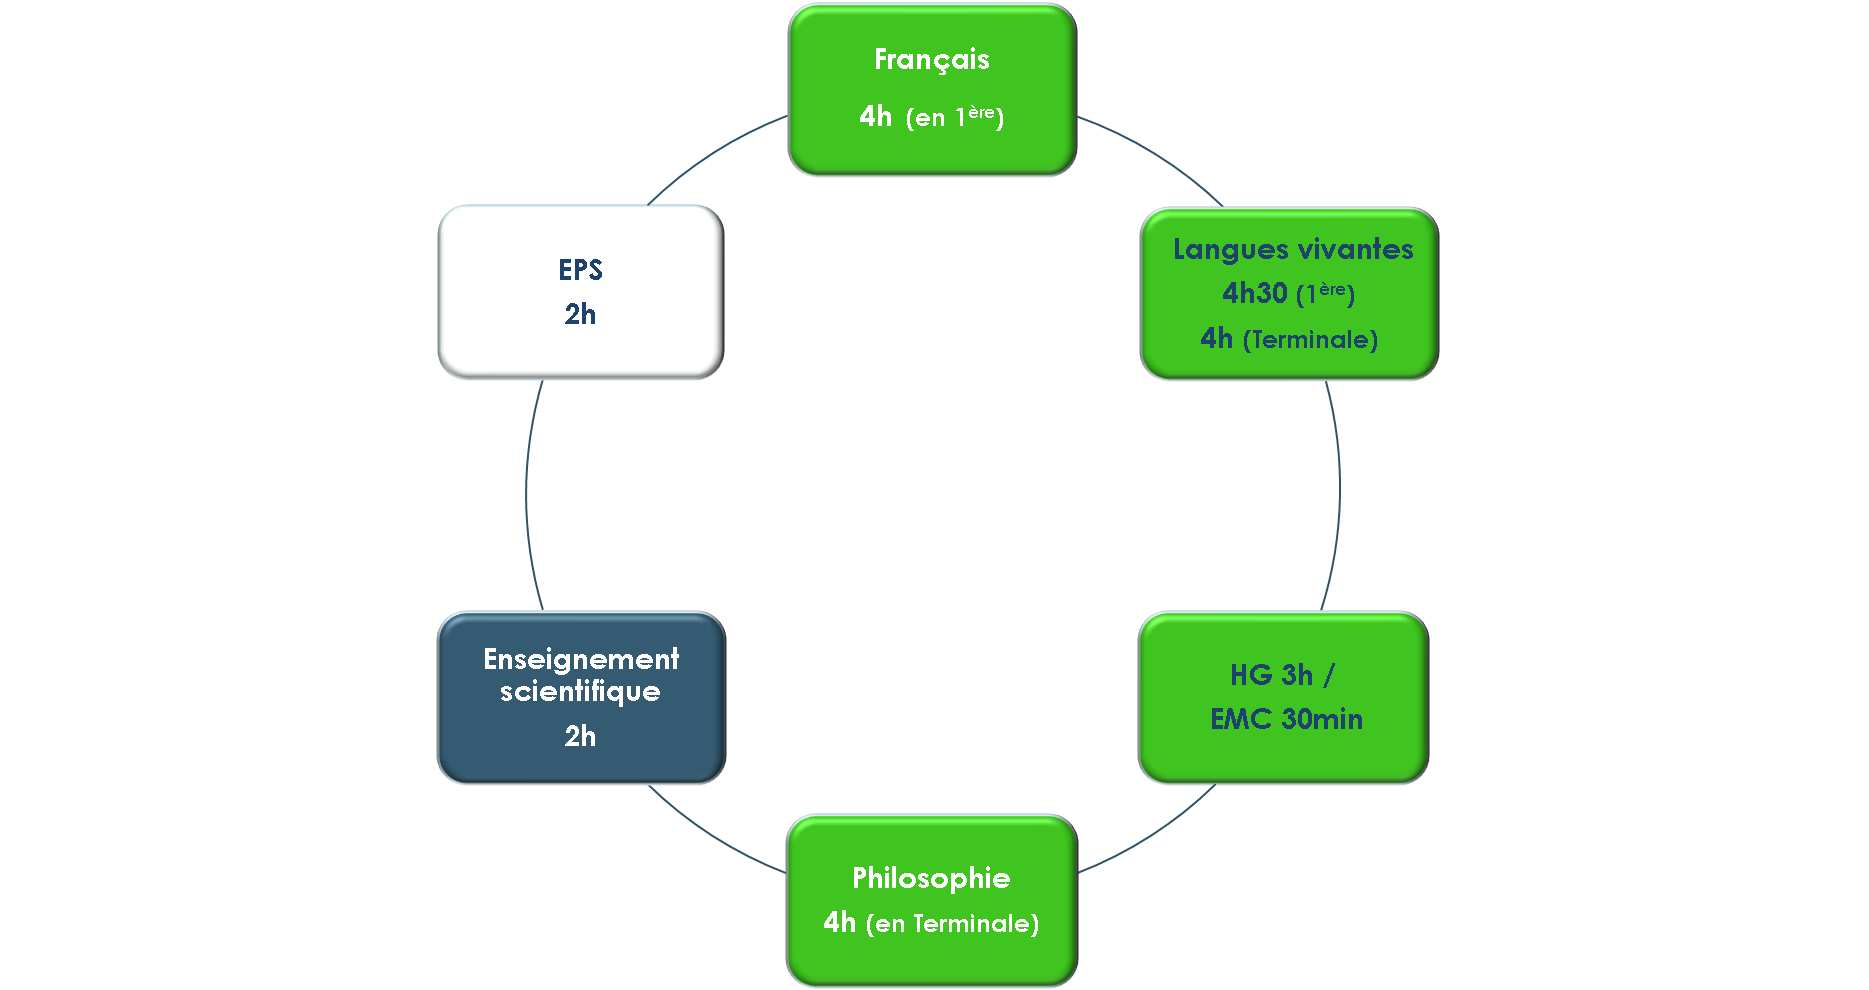 Français
4h (en 1ère)
Langues vivantes
4h30 (1ère)
4h (Terminale)
HG 3h /
EMC 30min
Philosophie
4h (en Terminale)
Enseignement
scientifique
2h
EPS
2h